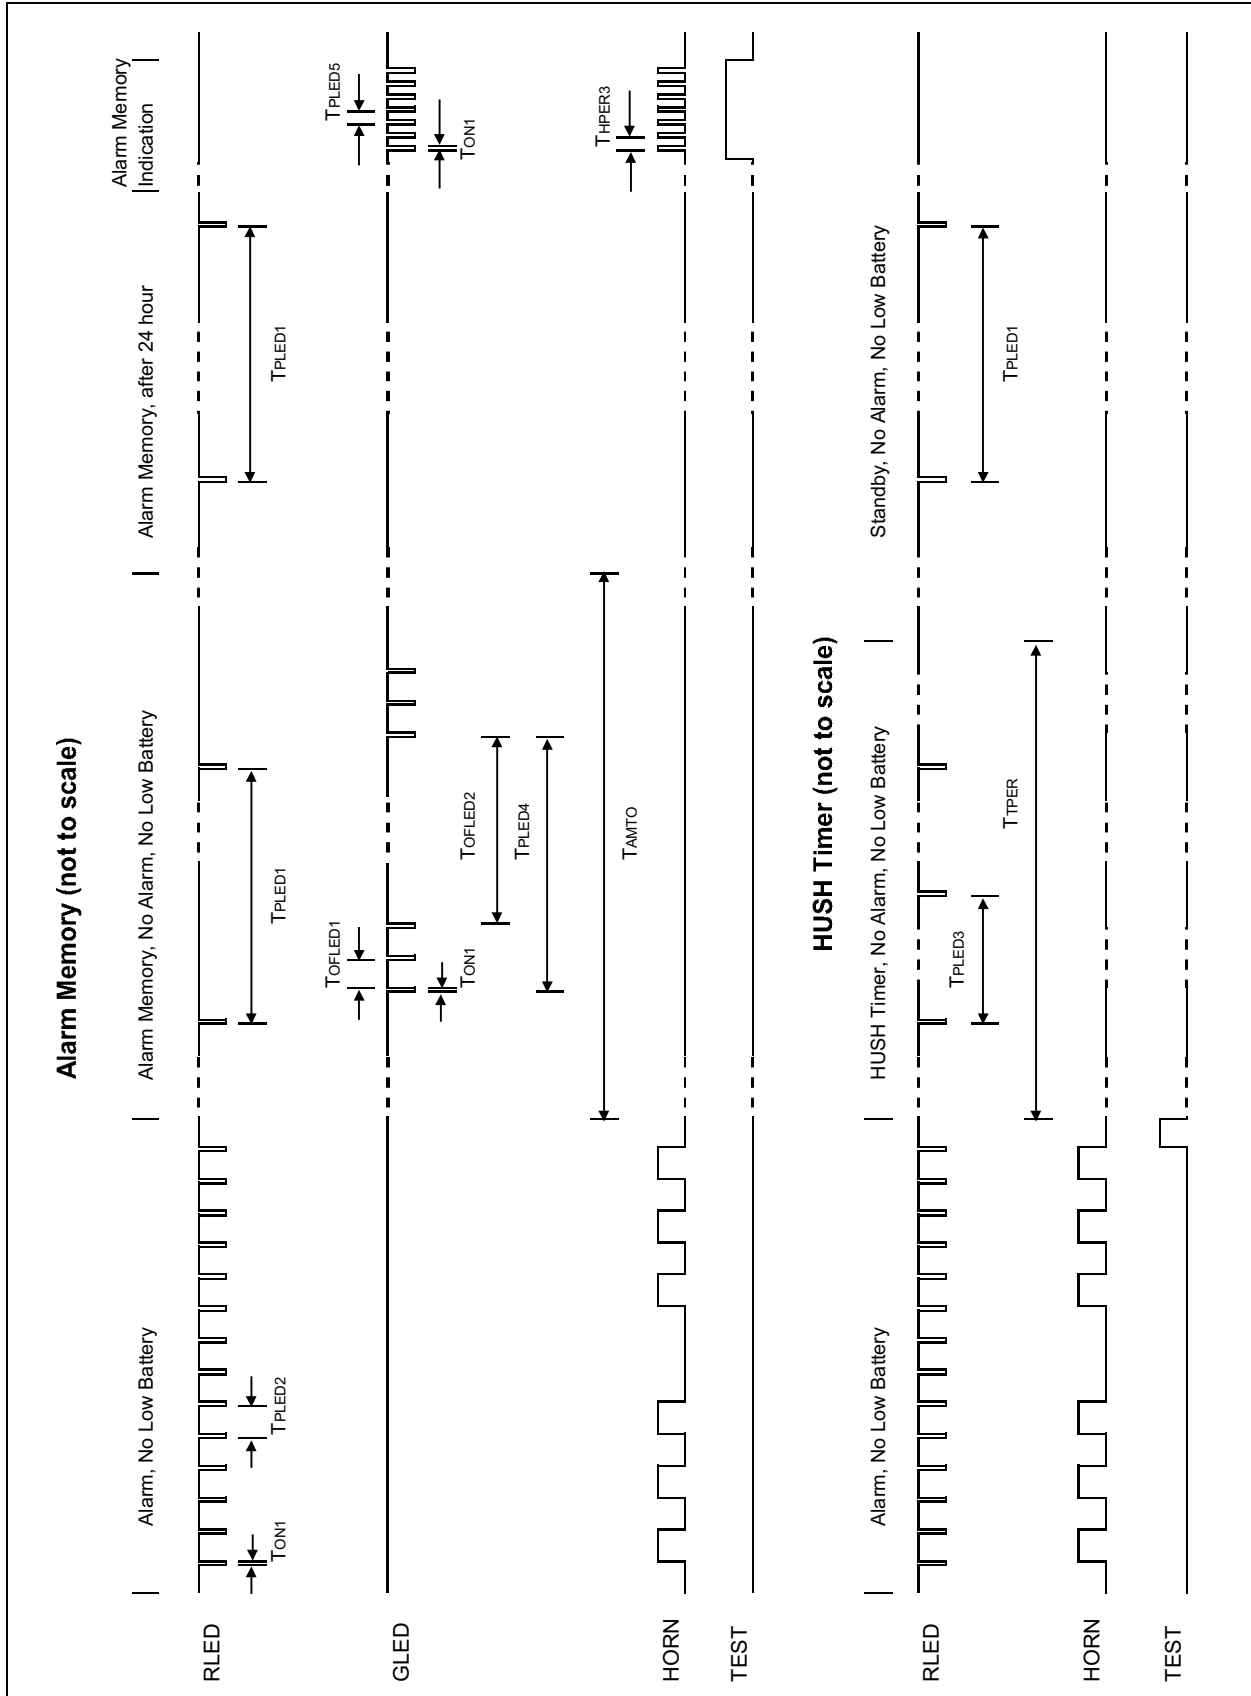 Alarm Memory (not to scale)
Alarm, No Low Battery
Alarm Memory, No Alarm, No Low Battery
Alarm Memory, after 24 hour
Alarm Memory
Indication
RLED
TON1
TPLED2
TPLED1
TPLED1
GLED
TOFLED1
TON1
TOFLED2
TPLED4
TPLED5
TON1
TAMTO
HORN
THPER3
TEST
HUSH Timer (not to scale)
Alarm, No Low Battery
HUSH Timer, No Alarm, No Low Battery
Standby, No Alarm, No Low Battery
RLED
TPLED3
TPLED1
TTPER
HORN
TEST